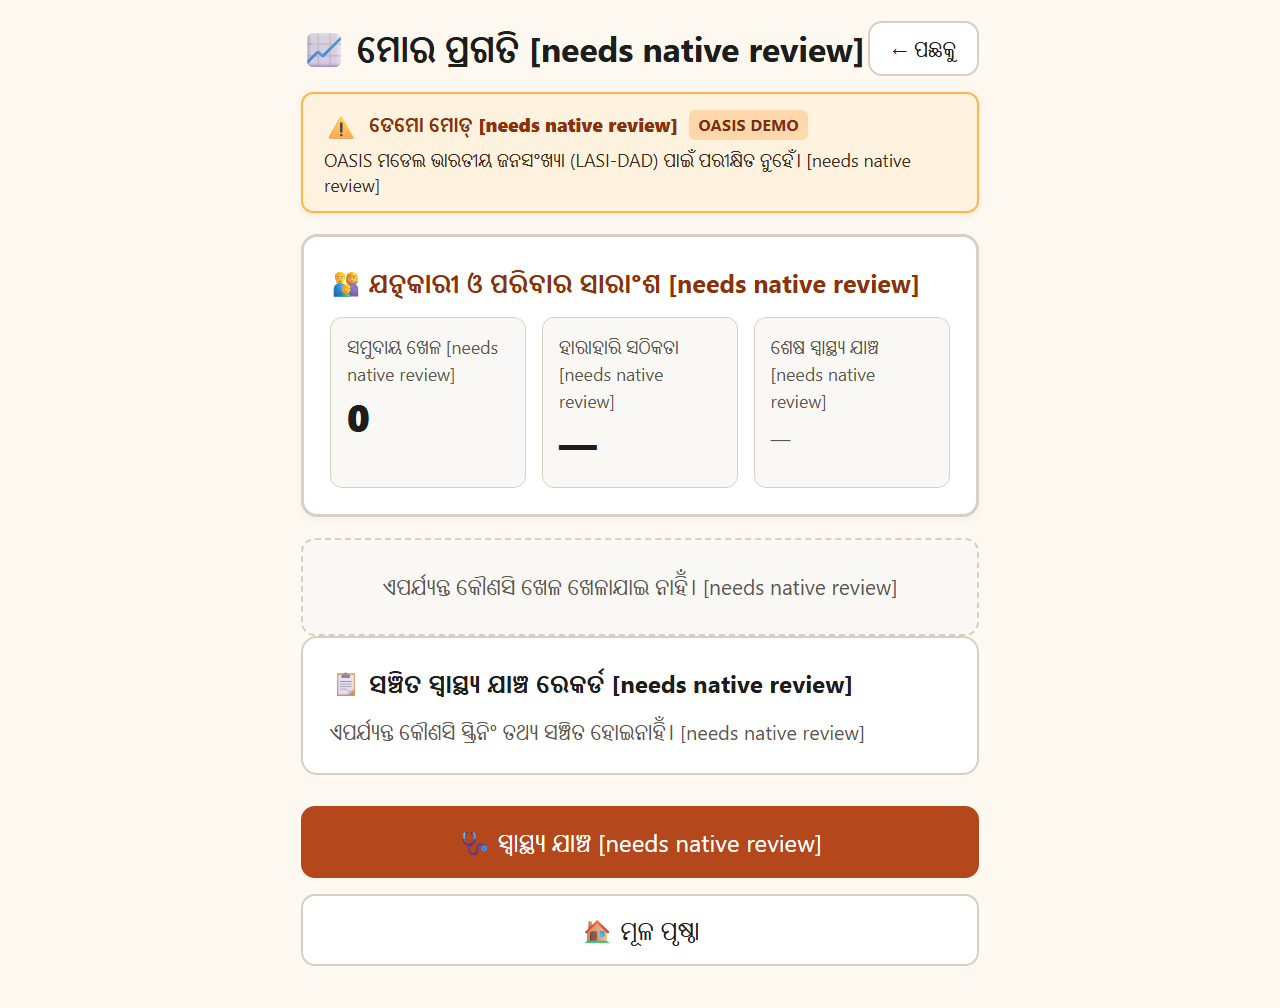 ମୋର ପ୍ରଗତି [needs native review]
← ପଛକୁ
ଡେମୋ ମୋଡ୍ [needs native review] OASIS DEMO
OASIS ମଡେଲ ଭାରତୀୟ ଜନସଂଖ୍ୟା (LASI-DAD) ପାଇଁ ପରୀକ୍ଷିତ ନୁହେଁ। [needs native
review]
ଯତ୍ନକାରୀ ଓ ପରିବାର ସାରାଂଶ [needs native review]
ସମୁଦାୟ ଖେଳ [needs
native review]
0
ହାରାହାରି ସଠିକତା
[needs native
review]
—
ଶେଷ ସ୍ୱାସ୍ଥ୍ୟ ଯାଞ୍ଚ
[needs native
review]
—
ଏପର୍ଯ୍ୟନ୍ତ କୌଣସି ଖେଳ ଖେଳାଯାଇ ନାହିଁ। [needs native review]
ସଞ୍ଚିତ ସ୍ୱାସ୍ଥ୍ୟ ଯାଞ୍ଚ ରେକର୍ଡ [needs native review]
ଏପର୍ଯ୍ୟନ୍ତ କୌଣସି ସ୍କ୍ରିନିଂ ତଥ୍ୟ ସଞ୍ଚିତ ହୋଇନାହିଁ। [needs native review]
ସ୍ୱାସ୍ଥ୍ୟ ଯାଞ୍ଚ [needs native review]
ମୂଳ ପୃଷ୍ଠା